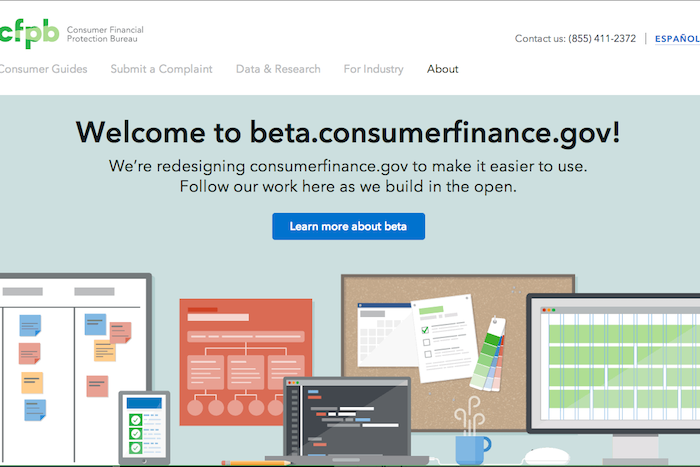 cfpb
Consumer Financial
Protection Bureau
Contact us: (855) 411-2372
ESPAÑOL
Consumer Guides
Submit a Complaint
Data & Research
For Industry
About
Welcome to beta.consumerfinance.gov!
We're redesigning consumerfinance.gov to make it easier to use.
Follow our work here as we build in the open.
Learn more about beta